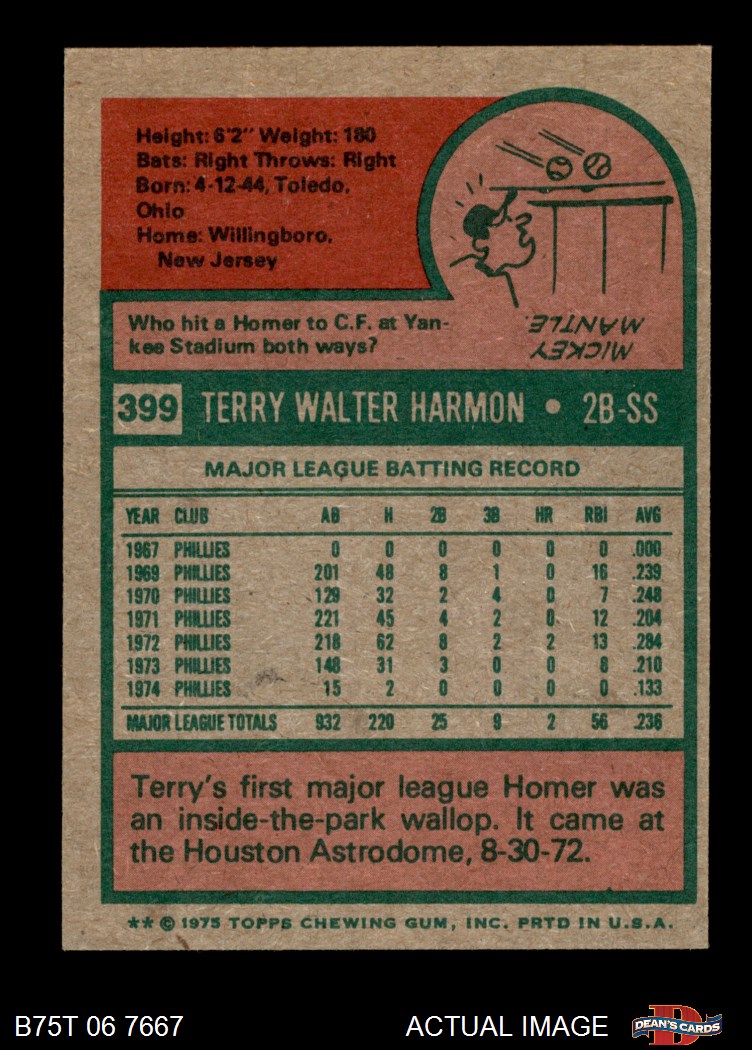 Height: 6'2" Weight: 180
Bats: Right Throws: Right
Born: 4-12-44, Toledo,
Ohio
Home: Willingboro,
New Jersey
Who hit a Homer to C.F. at Yan-
kee Stadium both ways?
MICKEY
MANTLE.
399 TERRY WALTER HARMON • 2B-SS
MAJOR LEAGUE BATTING RECORD
YEAR CLUB AB H 2B 3B HR RBI AVG
1967 PHILLIES 0 0 0 0 0 0 .000
1969 PHILLIES 201 48 8 1 0 16 .239
1970 PHILLIES 129 32 2 4 0 7 .248
1971 PHILLIES 221 45 4 2 0 12 .204
1972 PHILLIES 218 62 8 2 2 13 .284
1973 PHILLIES 148 31 3 0 0 8 .210
1974 PHILLIES 15 2 0 0 0 0 .133
MAJOR LEAGUE TOTALS 932 220 25 9 2 56 .236
Terry's first major league Homer was
an inside-the-park wallop. It came at
the Houston Astrodome, 8-30-72.
** © 1975 TOPPS CHEWING GUM, INC. PRTD IN U.S.A.
B75T 06 7667 ACTUAL IMAGE D DEAN'S CARDS